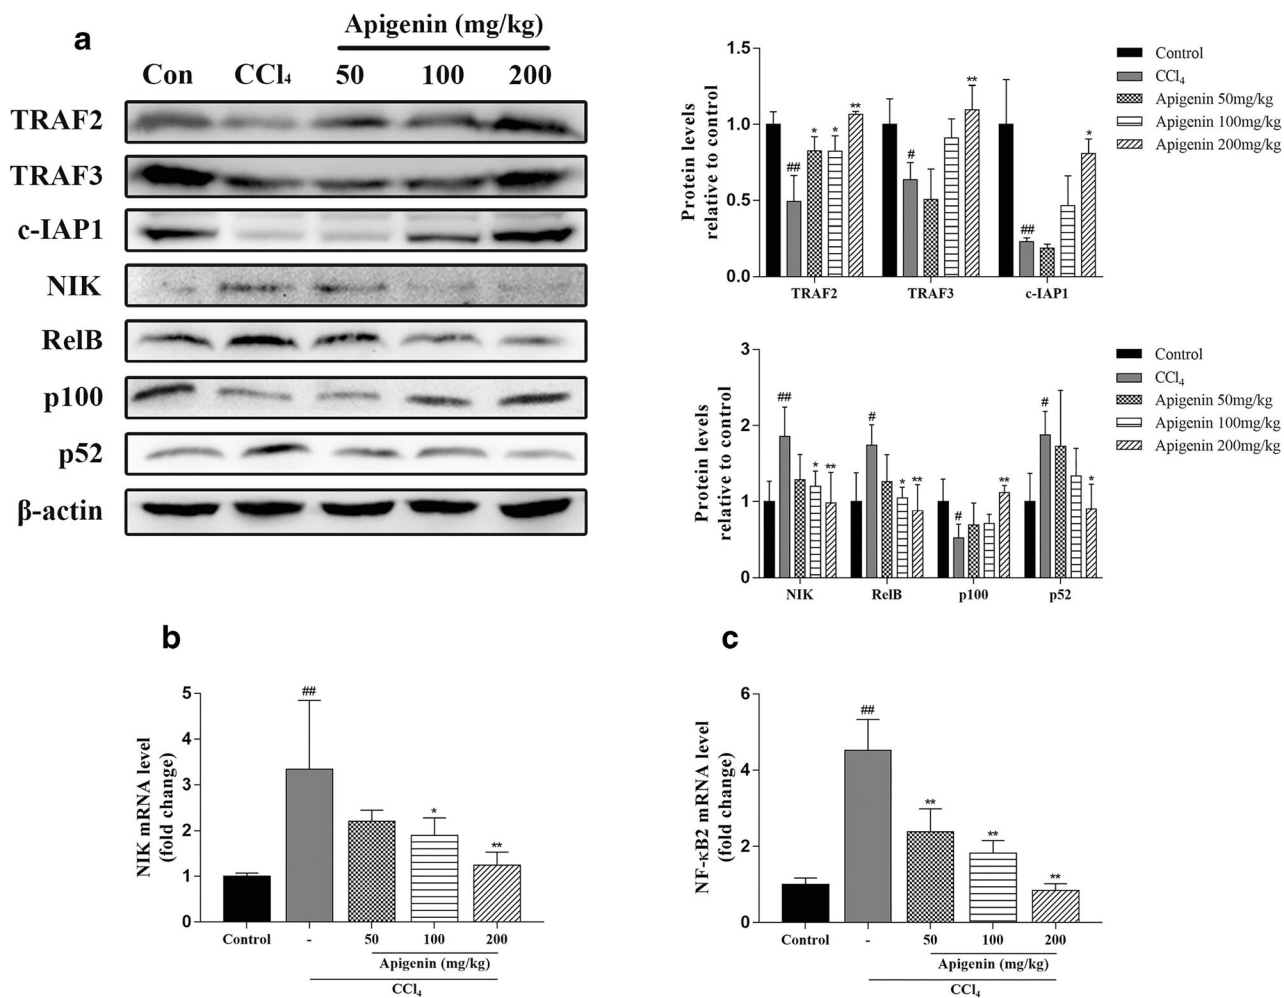 a
Apigenin (mg/kg)
Con CCl₄ 50 100 200
TRAF2
TRAF3
c-IAP1
NIK
RelB
p100
p52
β-actin
Protein levels
relative to control
1.5
1.0
0.5
0.0
## * * **
# **
## *
TRAF2 TRAF3 c-IAP1
Control
CCl₄
Apigenin 50mg/kg
Apigenin 100mg/kg
Apigenin 200mg/kg
Protein levels
relative to control
3
2
1
0
## * **
# * **
# **
# *
NIK RelB p100 p52
Control
CCl₄
Apigenin 50mg/kg
Apigenin 100mg/kg
Apigenin 200mg/kg
b
NIK mRNA level
(fold change)
5
4
3
2
1
0
## * **
Control - 50 100 200
Apigenin (mg/kg)
CCl₄
c
NF-κB2 mRNA level
(fold change)
6
4
2
0
## ** ** **
Control - 50 100 200
Apigenin (mg/kg)
CCl₄